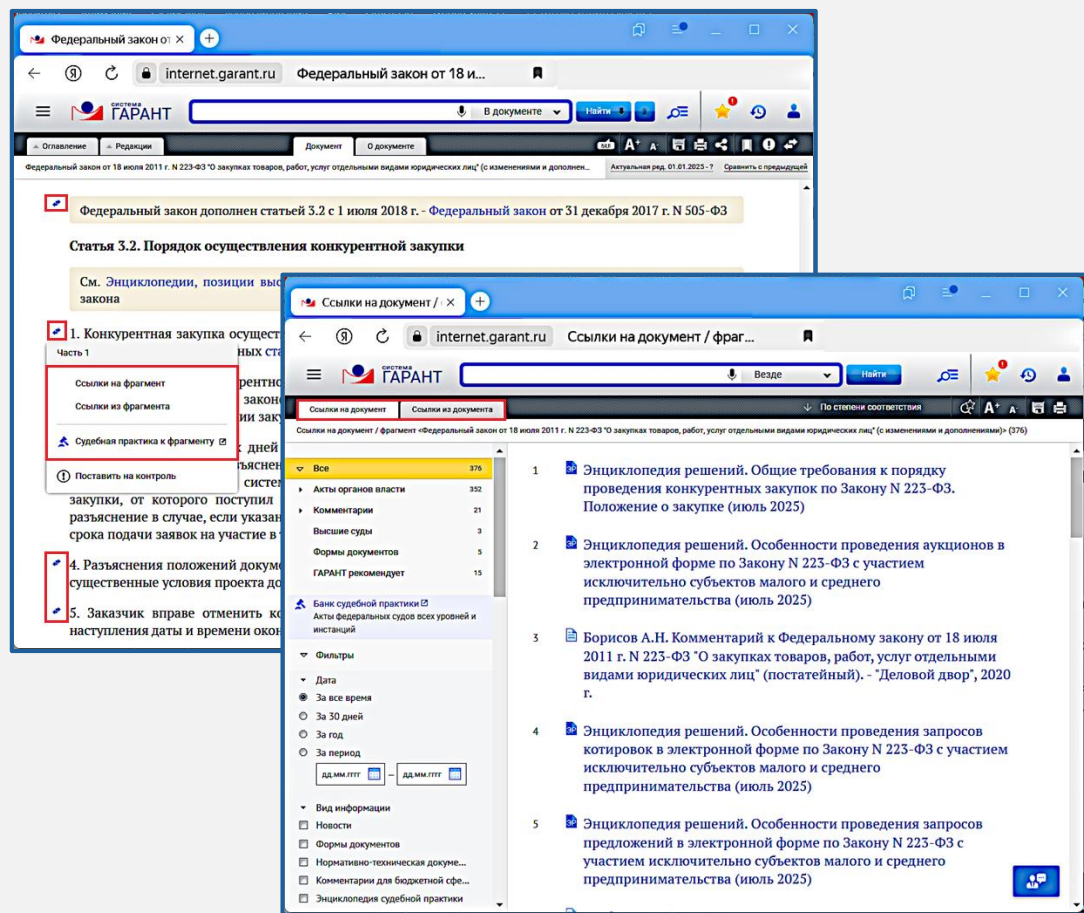 Федеральный закон от ×
internet.garant.ru Федеральный закон от 18 и...
система
ГАРАНТ
В документе
Найти
Оглавление
Редакции
Документ
О документе
Федеральный закон от 18 июля 2011 г. N 223-ФЗ "О закупках товаров, работ, услуг отдельными видами юридических лиц" (с изменениями и дополнен...
Актуальная ред. 01.01.2025 - ?
Сравнить с предыдущей
Федеральный закон дополнен статьей 3.2 с 1 июля 2018 г. - Федеральный закон от 31 декабря 2017 г. N 505-ФЗ
Статья 3.2. Порядок осуществления конкурентной закупки
См. Энциклопедии, позиции выс
закона
1. Конкурентная закупка осущест
Часть 1
ных ста
Ссылки на фрагмент
рентно
Ссылки из фрагмента
законо
ии заку
Судебная практика к фрагменту
дней
ъяснен
Поставить на контроль
систем
закупки, от которого поступил
разъяснение в случае, если указан
срока подачи заявок на участие в
4. Разъяснения положений докуме
существенные условия проекта до
5. Заказчик вправе отменить ко
наступления даты и времени окон
Ссылки на документ / ×
internet.garant.ru Ссылки на документ / фраг...
система
ГАРАНТ
Везде
Найти
Ссылки на документ
Ссылки из документа
По степени соответствия
Ссылки на документ / фрагмент «Федеральный закон от 18 июля 2011 г. N 223-ФЗ "О закупках товаров, работ, услуг отдельными видами юридических лиц" (с изменениями и дополнениями)» (376)
Все 376
Акты органов власти 352
Комментарии 21
Высшие суды 3
Формы документов 5
ГАРАНТ рекомендует 15
Банк судебной практики
Акты федеральных судов всех уровней и
инстанций
Фильтры
Дата
За все время
За 30 дней
За год
За период
дд.мм.гггг – дд.мм.гггг
Вид информации
Новости
Формы документов
Нормативно-техническая докуме...
Комментарии для бюджетной сфе...
Энциклопедия судебной практики
1 Энциклопедия решений. Общие требования к порядку
проведения конкурентных закупок по Закону N 223-ФЗ.
Положение о закупке (июль 2025)
2 Энциклопедия решений. Особенности проведения аукционов в
электронной форме по Закону N 223-ФЗ с участием
исключительно субъектов малого и среднего
предпринимательства (июль 2025)
3 Борисов А.Н. Комментарий к Федеральному закону от 18 июля
2011 г. N 223-ФЗ "О закупках товаров, работ, услуг отдельными
видами юридических лиц" (постатейный). - "Деловой двор", 2020
г.
4 Энциклопедия решений. Особенности проведения запросов
котировок в электронной форме по Закону N 223-ФЗ с участием
исключительно субъектов малого и среднего
предпринимательства (июль 2025)
5 Энциклопедия решений. Особенности проведения запросов
предложений в электронной форме по Закону N 223-ФЗ с
участием исключительно субъектов малого и среднего
предпринимательства (июль 2025)